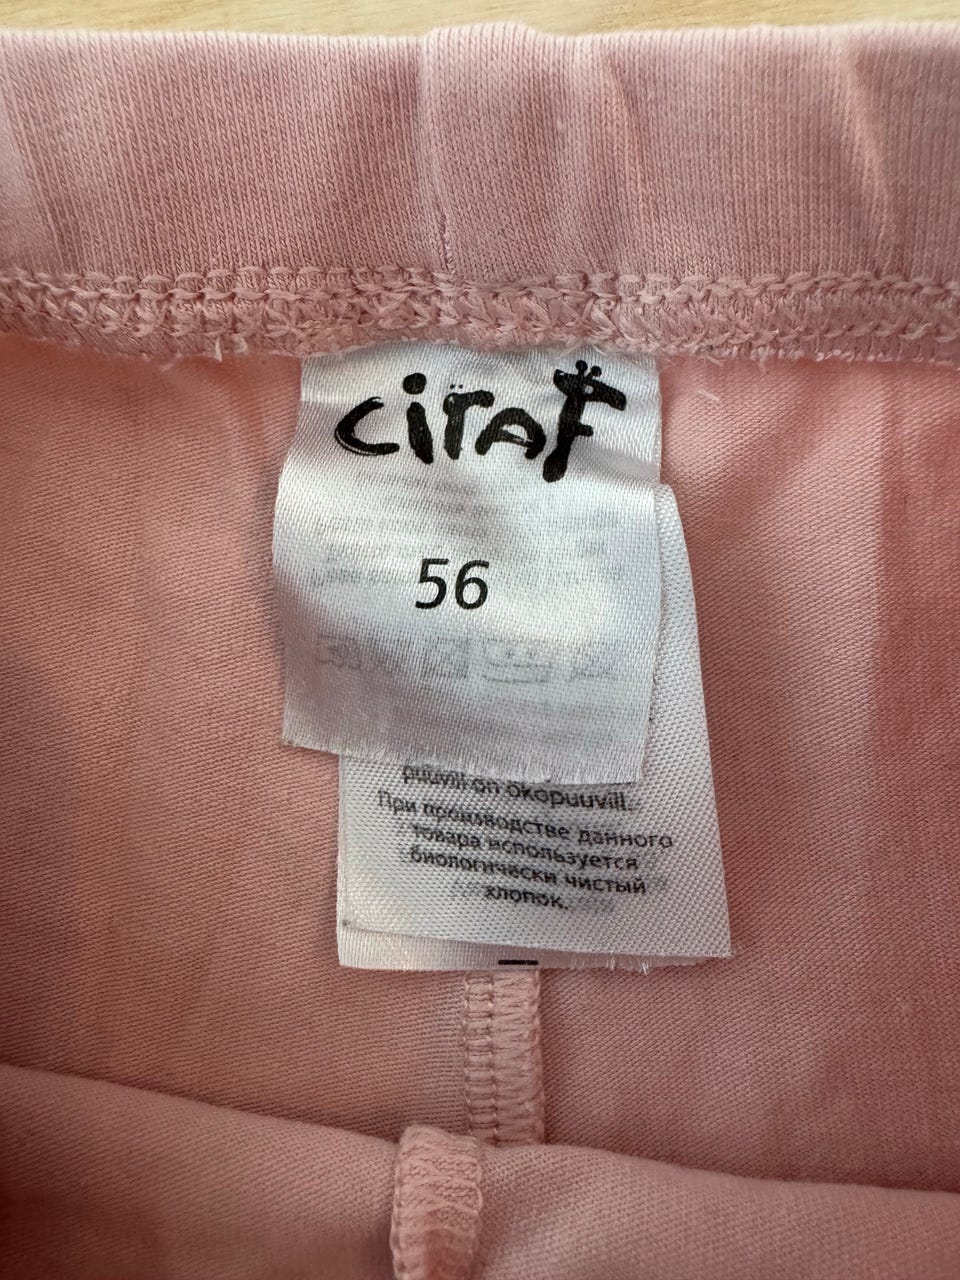 ciraF
56
puuvill on ökopuuvill.
При производстве данного
товара используется
биологически чистый
хлопок.